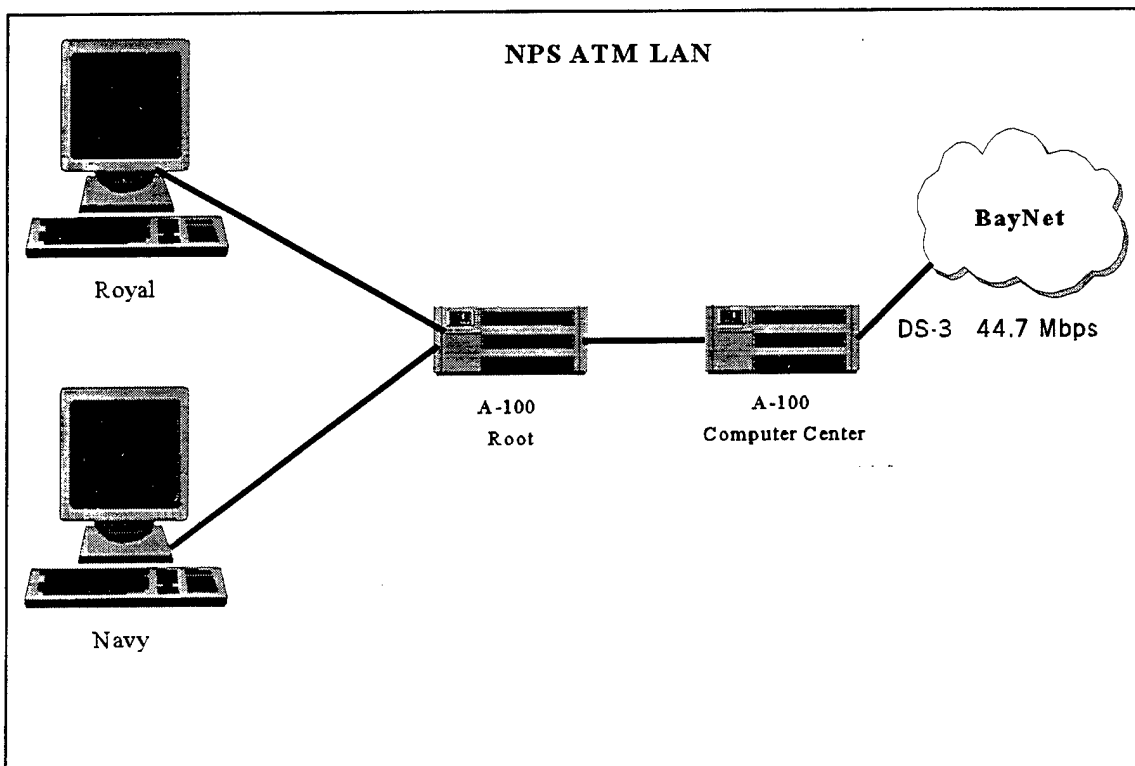 NPS ATM LAN
Royal
Navy
A-100
Root
A-100
Computer Center
BayNet
DS-3 44.7 Mbps